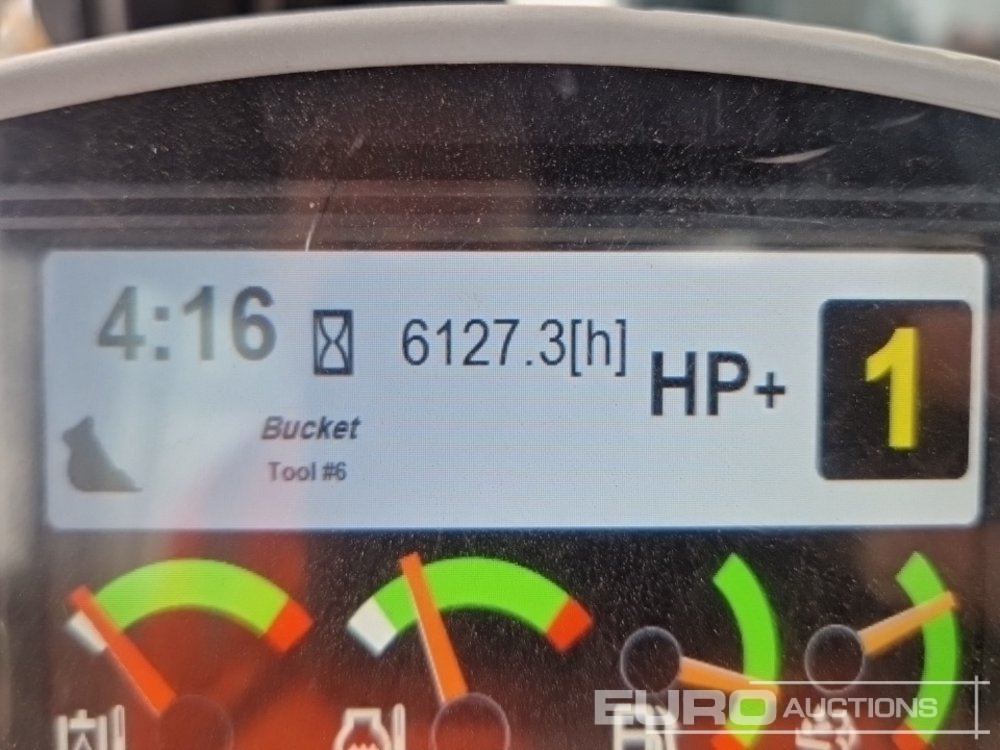 4:16 6127.3[h] HP+ 1
Bucket
Tool #6
EURO AUCTIONS